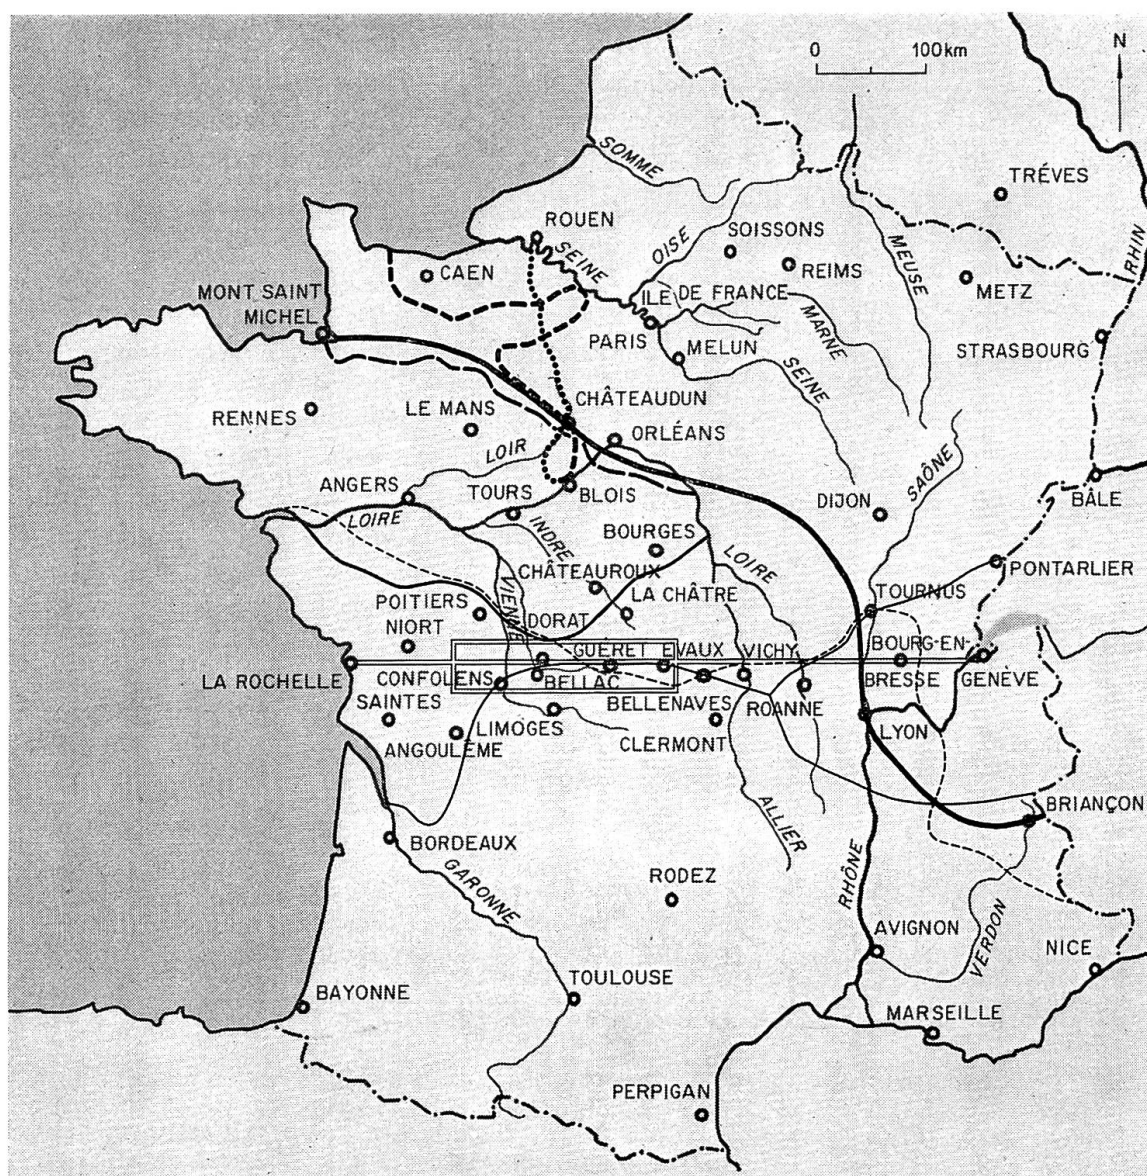 0 100km
N
SOMME
TRÉVES
ROUEN
SEINE
OISE
SOISSONS
REIMS
MEUSE
RHIN
CAEN
METZ
MONT SAINT
MICHEL
ILE DE FRANCE
PARIS
MELUN
MARNE
STRASBOURG
SEINE
CHÂTEAUDUN
RENNES
LE MANS
ORLÉANS
LOIR
SAÔNE
ANGERS
TOURS
BLOIS
DIJON
BÂLE
LOIRE
INDRE
BOURGES
LOIRE
CHÂTEAUROUX
PONTARLIER
VIENNE
LA CHÂTRE
TOURNUS
POITIERS
NIORT
DORAT
GUÉRET EVAUX VICHY
BOURG-EN
BRESSE
GENÈVE
LA ROCHELLE
CONFOLENS
BELLAC
BELLENAVES
ROANNE
SAINTES
LIMOGES
CLERMONT
LYON
ANGOULÊME
ALLIER
BRIANÇON
BORDEAUX
GARONNE
RHÔNE
RODEZ
AVIGNON
VERDON
NICE
BAYONNE
TOULOUSE
MARSEILLE
PERPIGAN